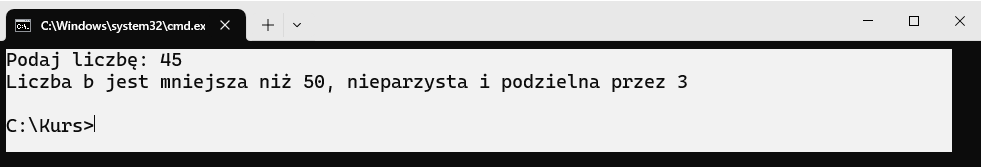 C:\Windows\system32\cmd.ex
Podaj liczbę: 45
Liczba b jest mniejsza niż 50, nieparzysta i podzielna przez 3
C:\Kurs>